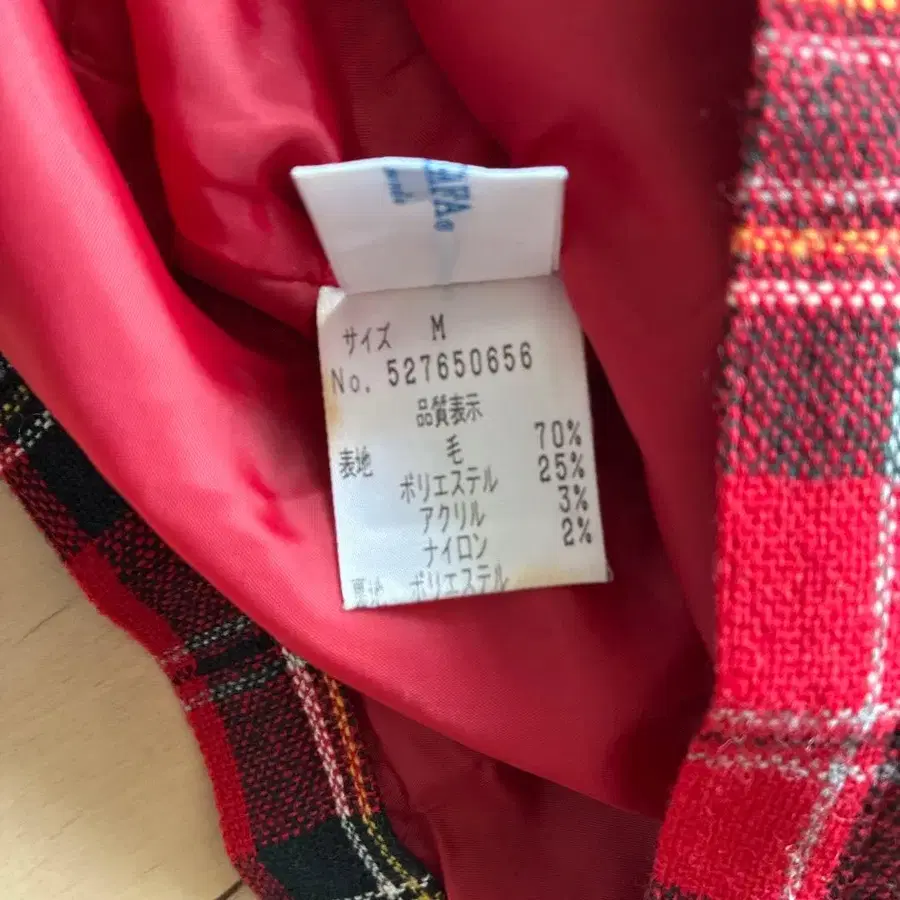 サイズ M
No. 527650656
品質表示
表地 毛 70%
ポリエステル 25%
アクリル 3%
ナイロン 2%
裏地 ポリエステル